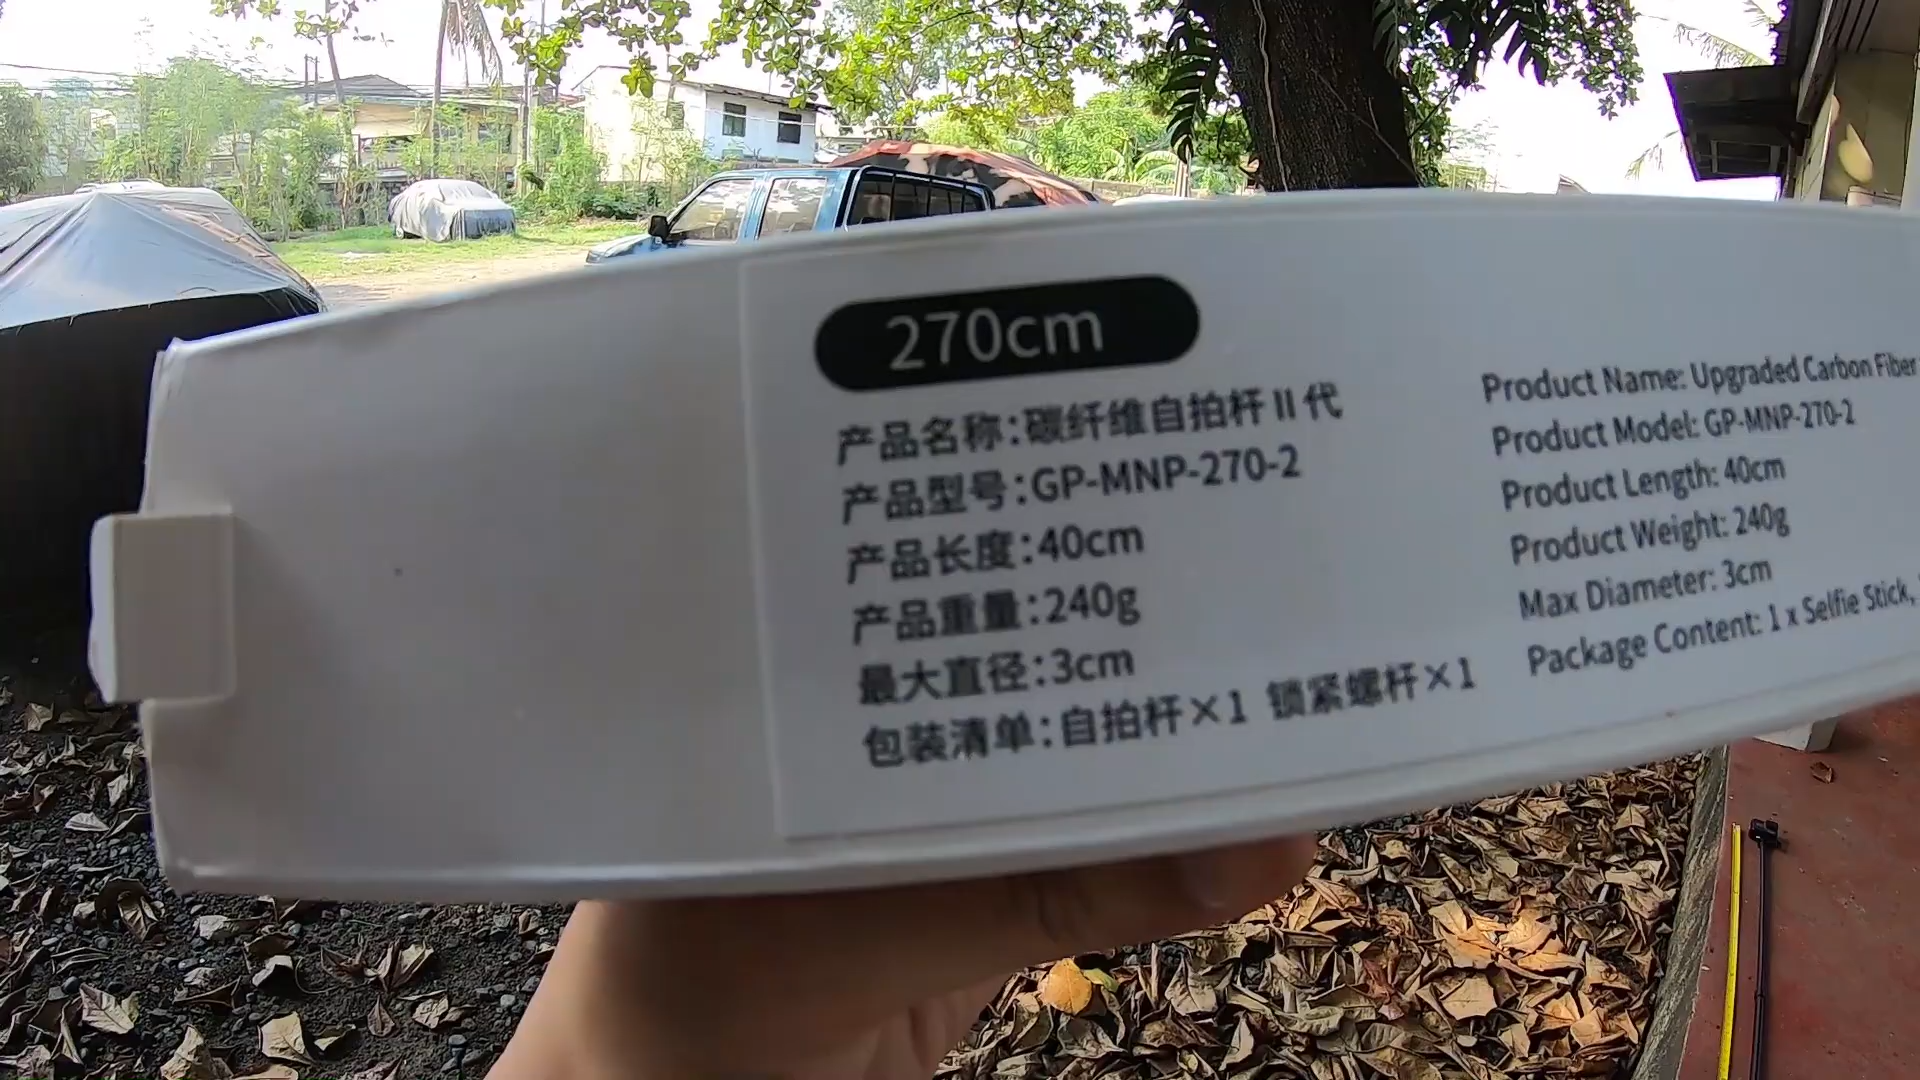 270cm
产品名称:碳纤维自拍杆II代
产品型号:GP-MNP-270-2
产品长度:40cm
产品重量:240g
最大直径:3cm
包装清单:自拍杆×1 锁紧螺杆×1
Product Name: Upgraded Carbon Fiber
Product Model: GP-MNP-270-2
Product Length: 40cm
Product Weight: 240g
Max Diameter: 3cm
Package Content: 1 x Selfie Stick,